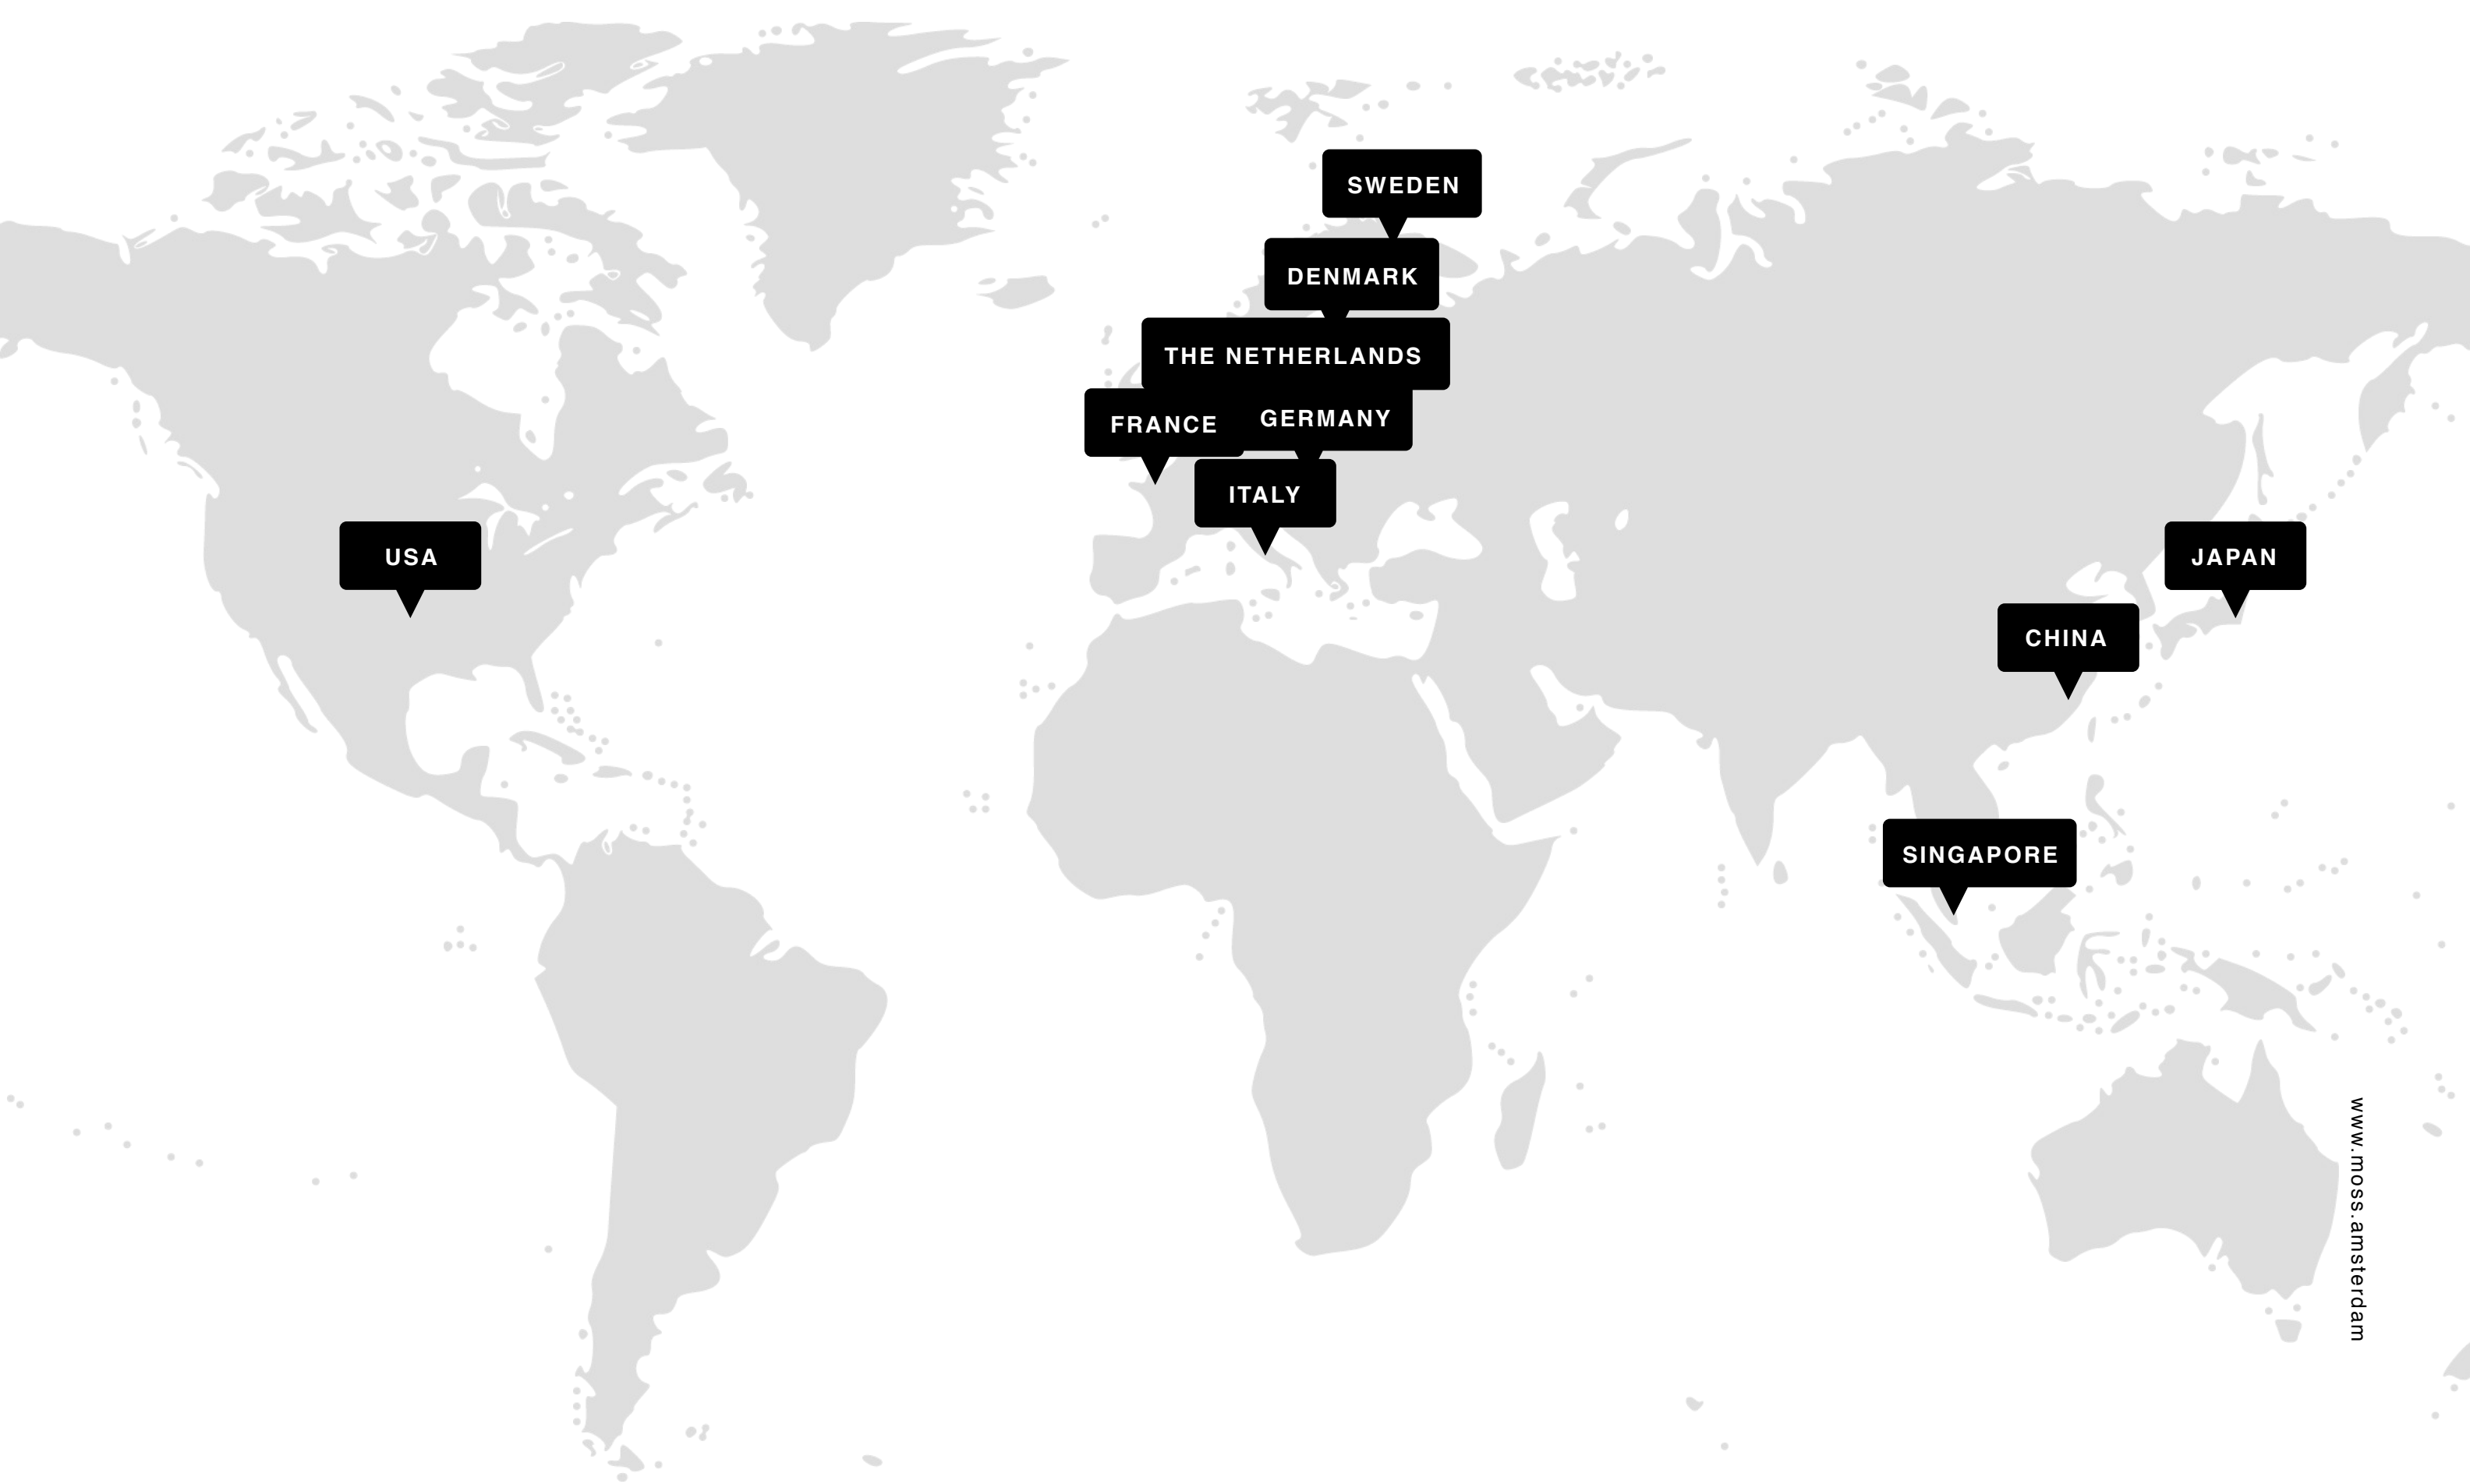 SWEDEN
DENMARK
THE NETHERLANDS
FRANCE
GERMANY
ITALY
USA
JAPAN
CHINA
SINGAPORE
www.moss.amsterdam